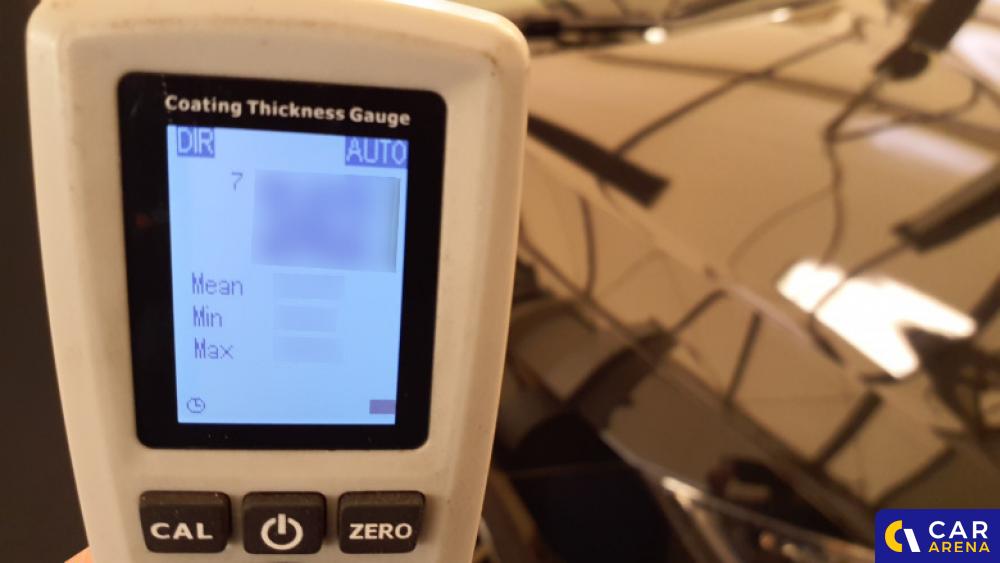 Coating Thickness Gauge
DIR AUTO
7
Mean
Min
Max
CAL ZERO
CAR
ARENA